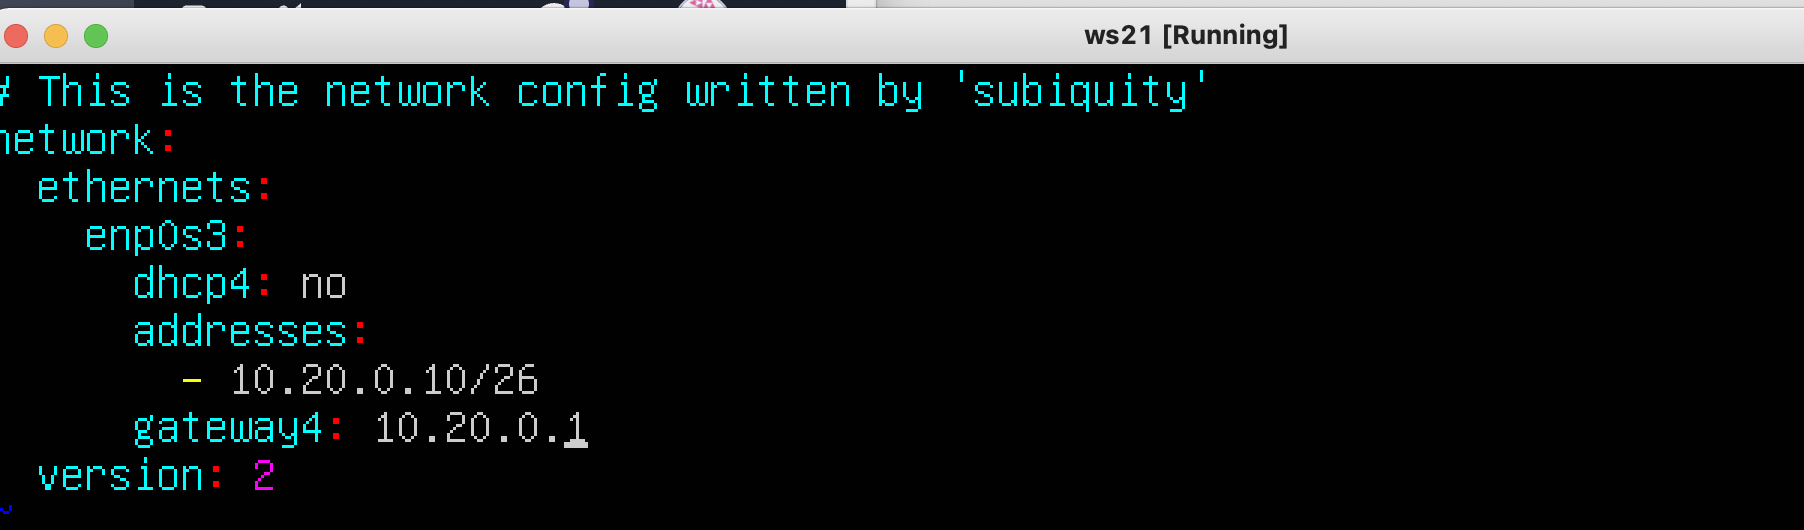 ws21 [Running]
# This is the network config written by 'subiquity'
network:
  ethernets:
    enp0s3:
      dhcp4: no
      addresses:
        - 10.20.0.10/26
      gateway4: 10.20.0.1
  version: 2
~